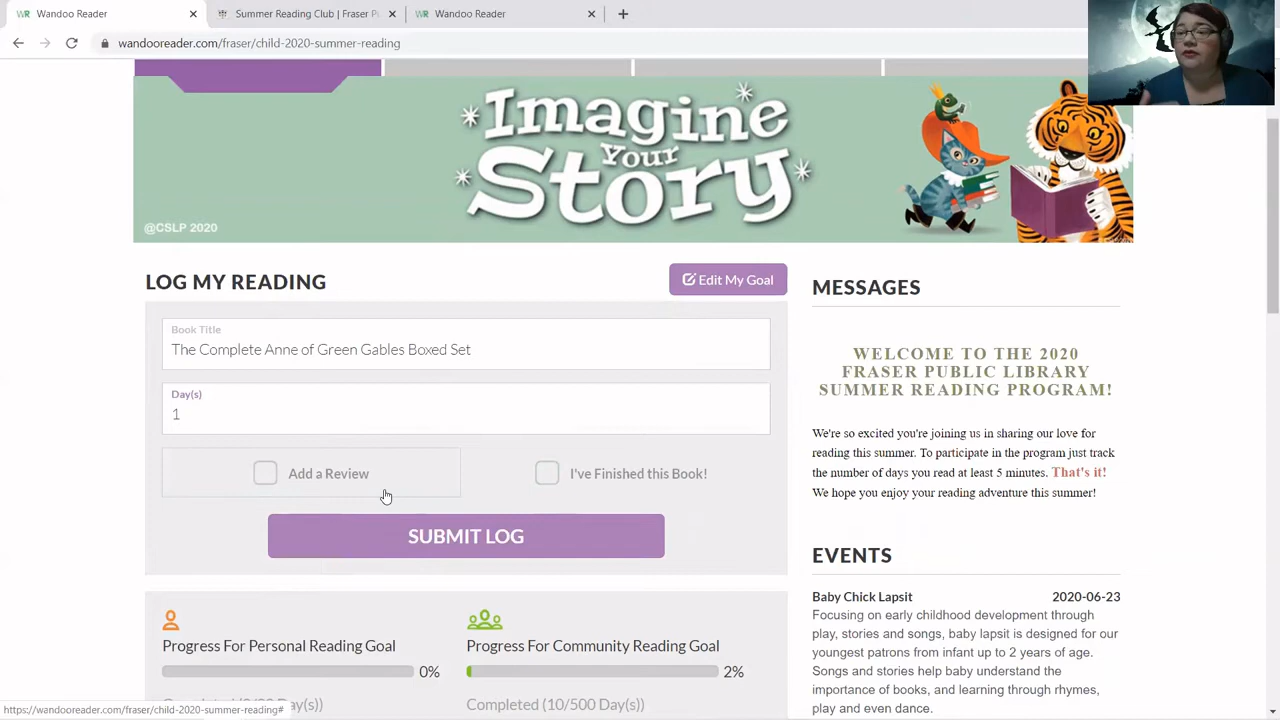 Wandoo Reader
Summer Reading Club | Fraser Pu
Wandoo Reader
wandooreader.com/fraser/child-2020-summer-reading
Imagine
Your
Story
@CSLP 2020
LOG MY READING
Edit My Goal
Book Title
The Complete Anne of Green Gables Boxed Set
Day(s)
1
Add a Review
I've Finished this Book!
SUBMIT LOG
Progress For Personal Reading Goal
0%
Progress For Community Reading Goal
2%
Completed (10/500 Day(s))
MESSAGES
WELCOME TO THE 2020
FRASER PUBLIC LIBRARY
SUMMER READING PROGRAM!
We're so excited you're joining us in sharing our love for
reading this summer. To participate in the program just track
the number of days you read at least 5 minutes. That's it!
We hope you enjoy your reading adventure this summer!
EVENTS
Baby Chick Lapsit 2020-06-23
Focusing on early childhood development through
play, stories and songs, baby lapsit is designed for our
youngest patrons from infant up to 2 years of age.
Songs and stories help baby understand the
importance of books, and learning through rhymes,
play and even dance.
https://wandooreader.com/fraser/child-2020-summer-reading#